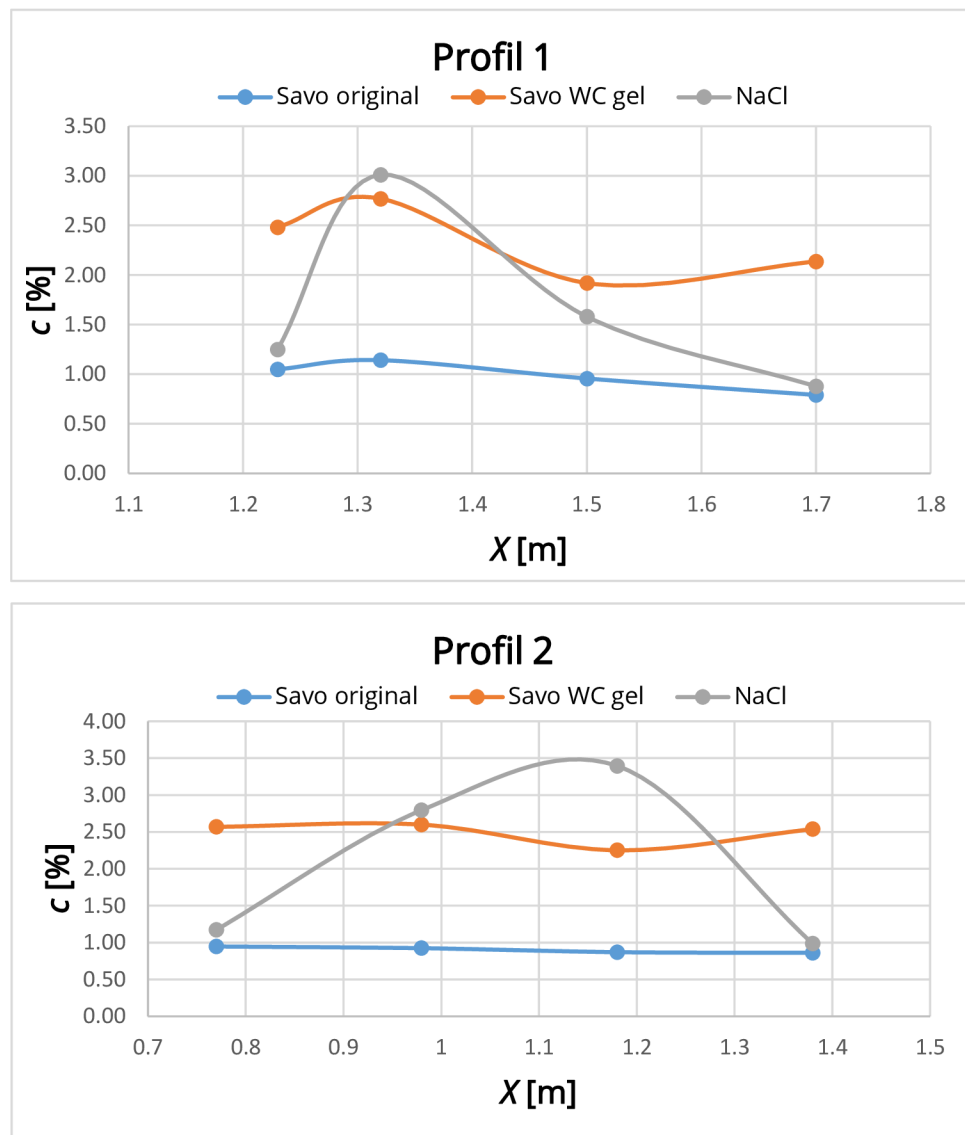 Profil 1
Savo original Savo WC gel NaCl
3.50
3.00
2.50
2.00
1.50
1.00
0.50
0.00
c [%]
1.1 1.2 1.3 1.4 1.5 1.6 1.7 1.8
X [m]
Profil 2
Savo original Savo WC gel NaCl
4.00
3.50
3.00
2.50
2.00
1.50
1.00
0.50
0.00
c [%]
0.7 0.8 0.9 1 1.1 1.2 1.3 1.4 1.5
X [m]